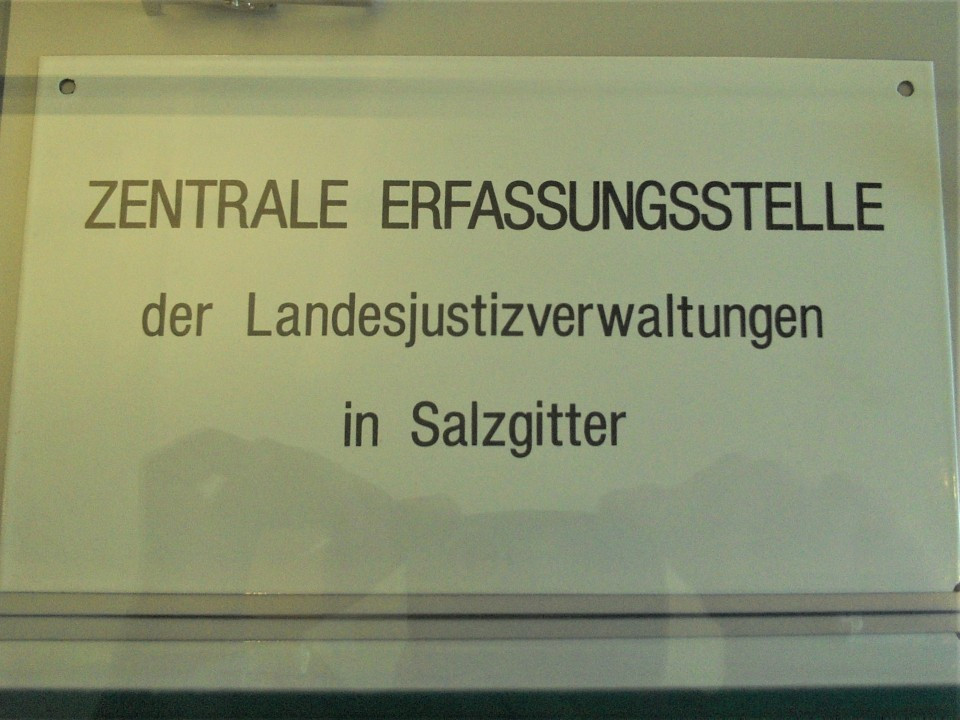 ZENTRALE ERFASSUNGSSTELLE
der Landesjustizverwaltungen
in Salzgitter